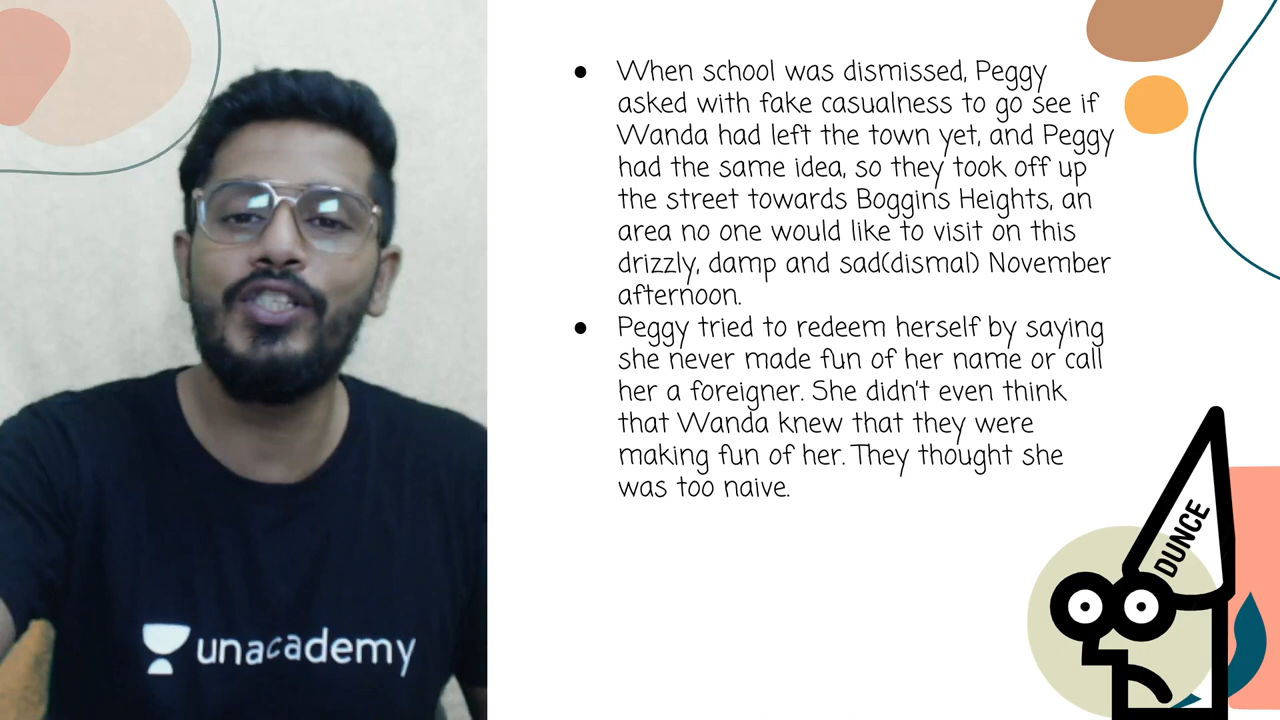 When school was dismissed, Peggy
asked with fake casualness to go see if
Wanda had left the town yet, and Peggy
had the same idea, so they took off up
the street towards Boggins Heights, an
area no one would like to visit on this
drizzly, damp and sad(dismal) November
afternoon.
Peggy tried to redeem herself by saying
she never made fun of her name or call
her a foreigner. She didn't even think
that Wanda knew that they were
making fun of her. They thought she
was too naive.
DUNCE
unacademy